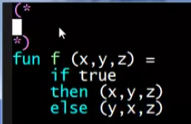 (*
*)
fun f (x,y,z) =
if true
then (x,y,z)
else (y,x,z)